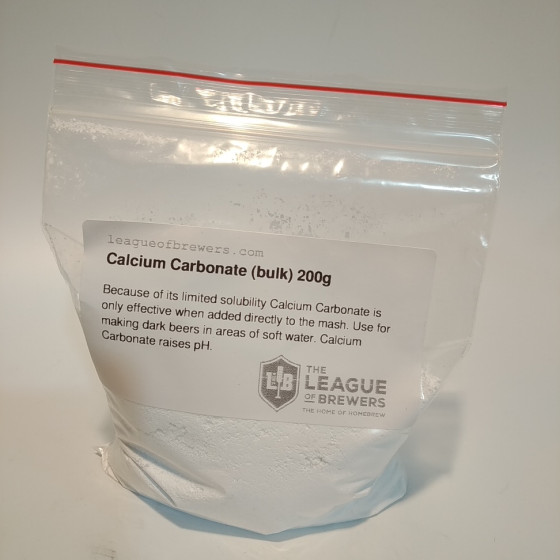 leagueofbrewers.com
Calcium Carbonate (bulk) 200g
Because of its limited solubility Calcium Carbonate is
only effective when added directly to the mash. Use for
making dark beers in areas of soft water. Calcium
Carbonate raises pH.
LIB
THE
LEAGUE
OF BREWERS
THE HOME OF HOMEBREW